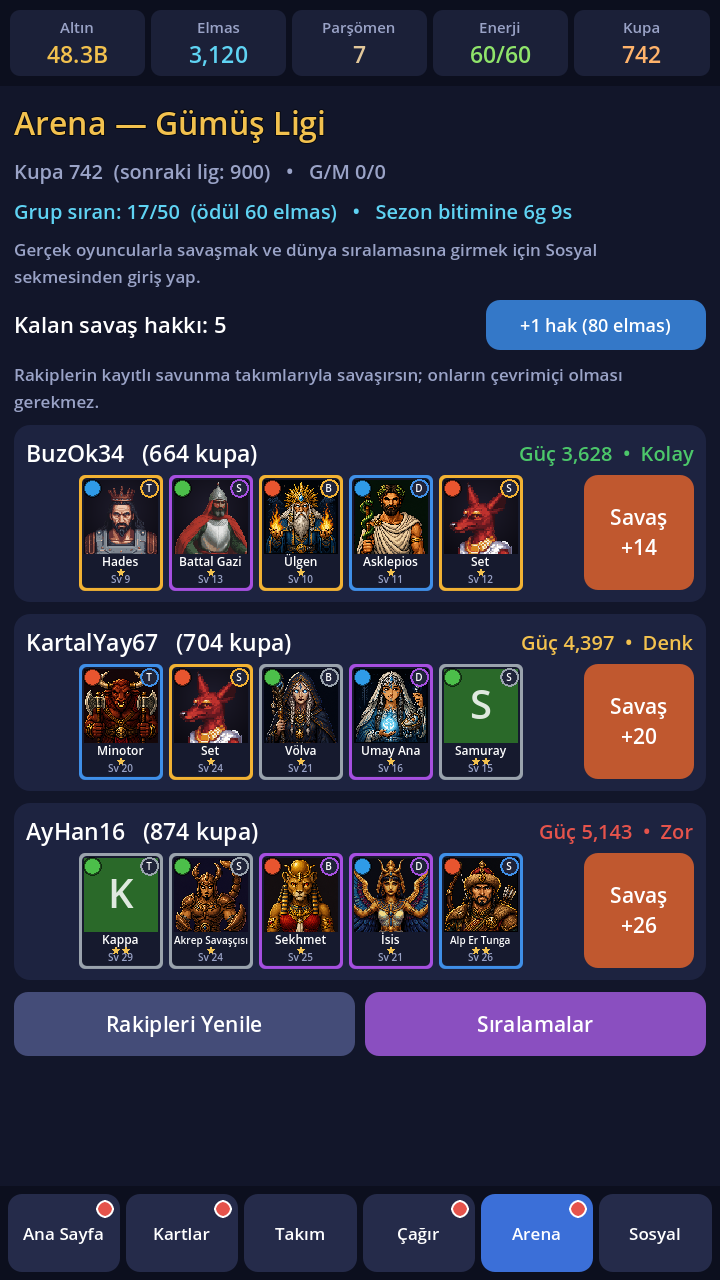 Altın Elmas Parşömen Enerji Kupa
48.3B 3,120 7 60/60 742
Arena — Gümüş Ligi
Kupa 742 (sonraki lig: 900) • G/M 0/0
Grup sıran: 17/50 (ödül 60 elmas) • Sezon bitimine 6g 9s
Gerçek oyuncularla savaşmak ve dünya sıralamasına girmek için Sosyal
sekmesinden giriş yap.
Kalan savaş hakkı: 5 +1 hak (80 elmas)
Rakiplerin kayıtlı savunma takımlarıyla savaşırsın; onların çevrimiçi olması
gerekmez.
BuzOk34 (664 kupa) Güç 3,628 • Kolay
T S B D S
Hades Battal Gazi Ülgen Asklepios Set
Sv 9 Sv 13 Sv 10 Sv 11 Sv 12
Savaş
+14
KartalYay67 (704 kupa) Güç 4,397 • Denk
T S B D S
S
Minotor Set Völva Umay Ana Samuray
Sv 20 Sv 24 Sv 21 Sv 16 Sv 15
Savaş
+20
AyHan16 (874 kupa) Güç 5,143 • Zor
T S B D S
K
Kappa Akrep Savaşçısı Sekhmet İsis Alp Er Tunga
Sv 29 Sv 24 Sv 25 Sv 21 Sv 26
Savaş
+26
Rakipleri Yenile Sıralamalar
Ana Sayfa Kartlar Takım Çağır Arena Sosyal